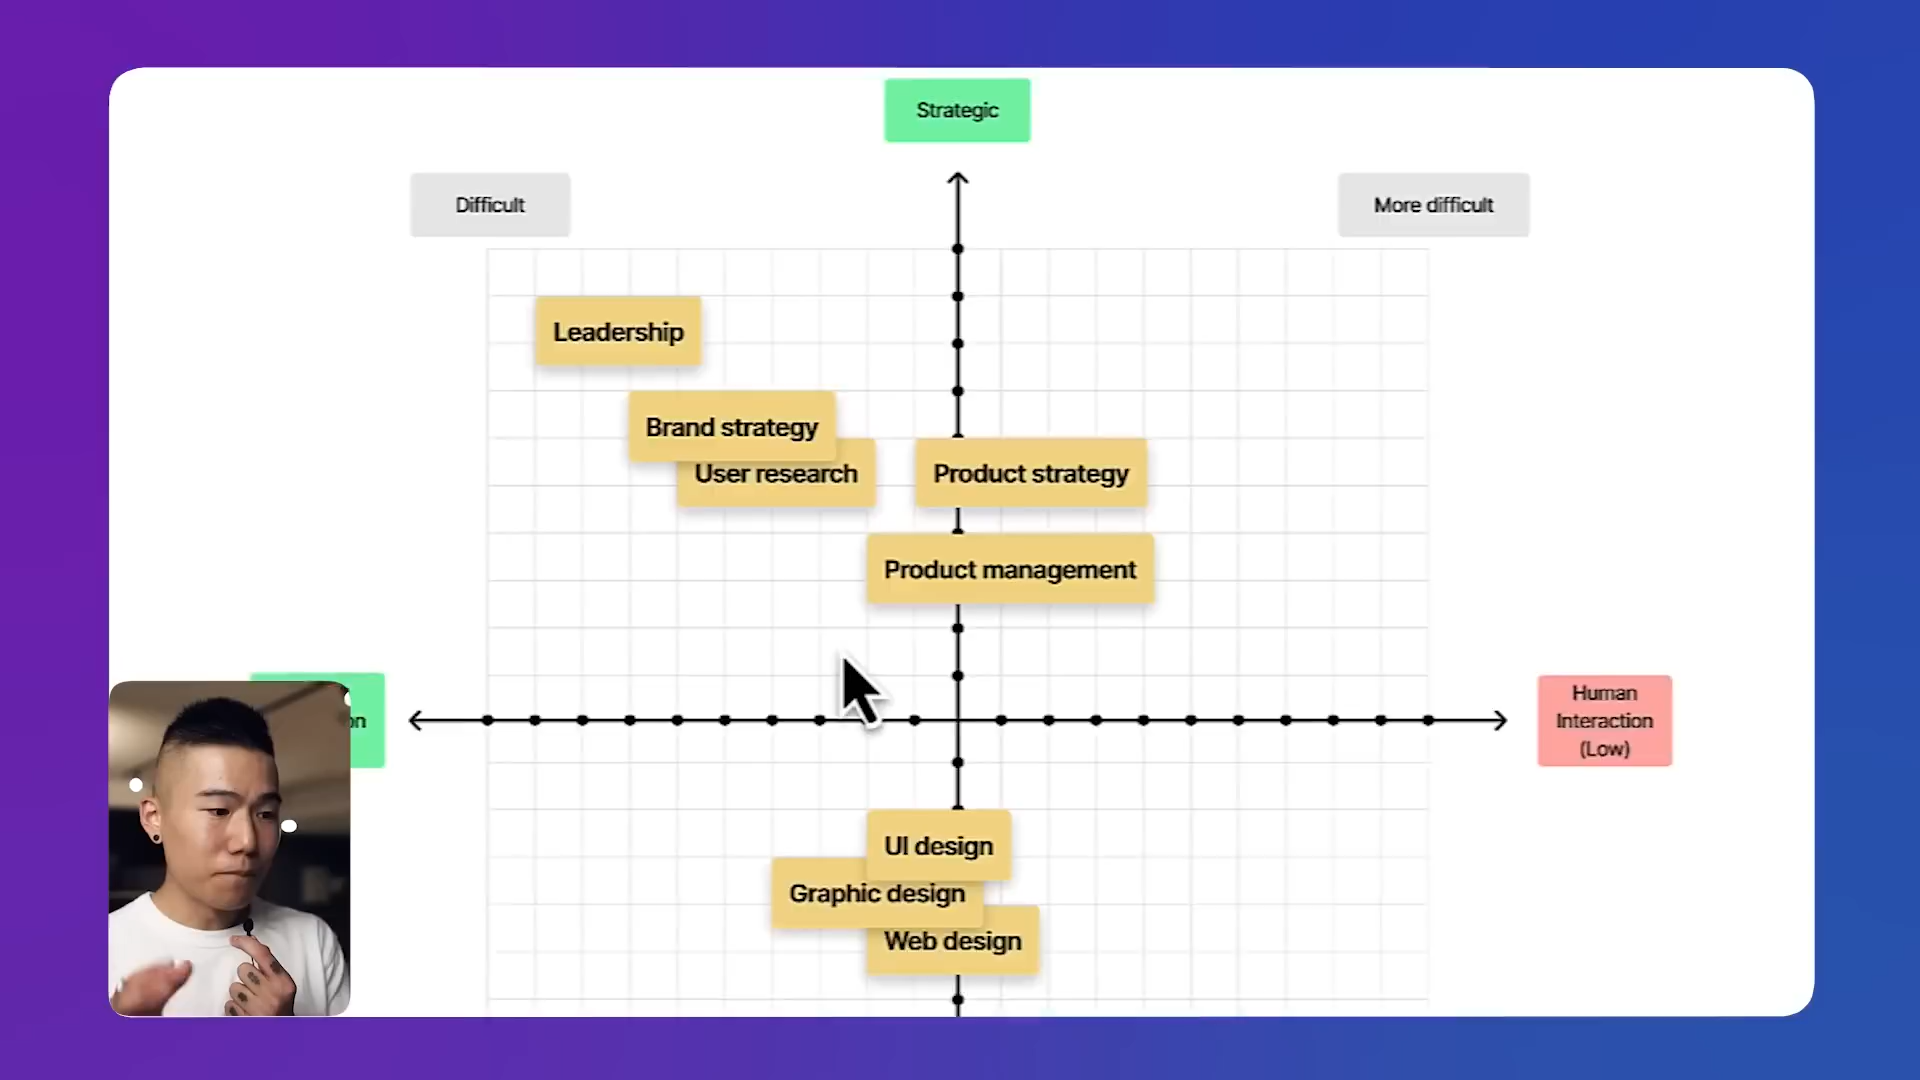 Strategic
Difficult
More difficult
Leadership
Brand strategy
User research
Product strategy
Product management
Human
Interaction
(Low)
UI design
Graphic design
Web design